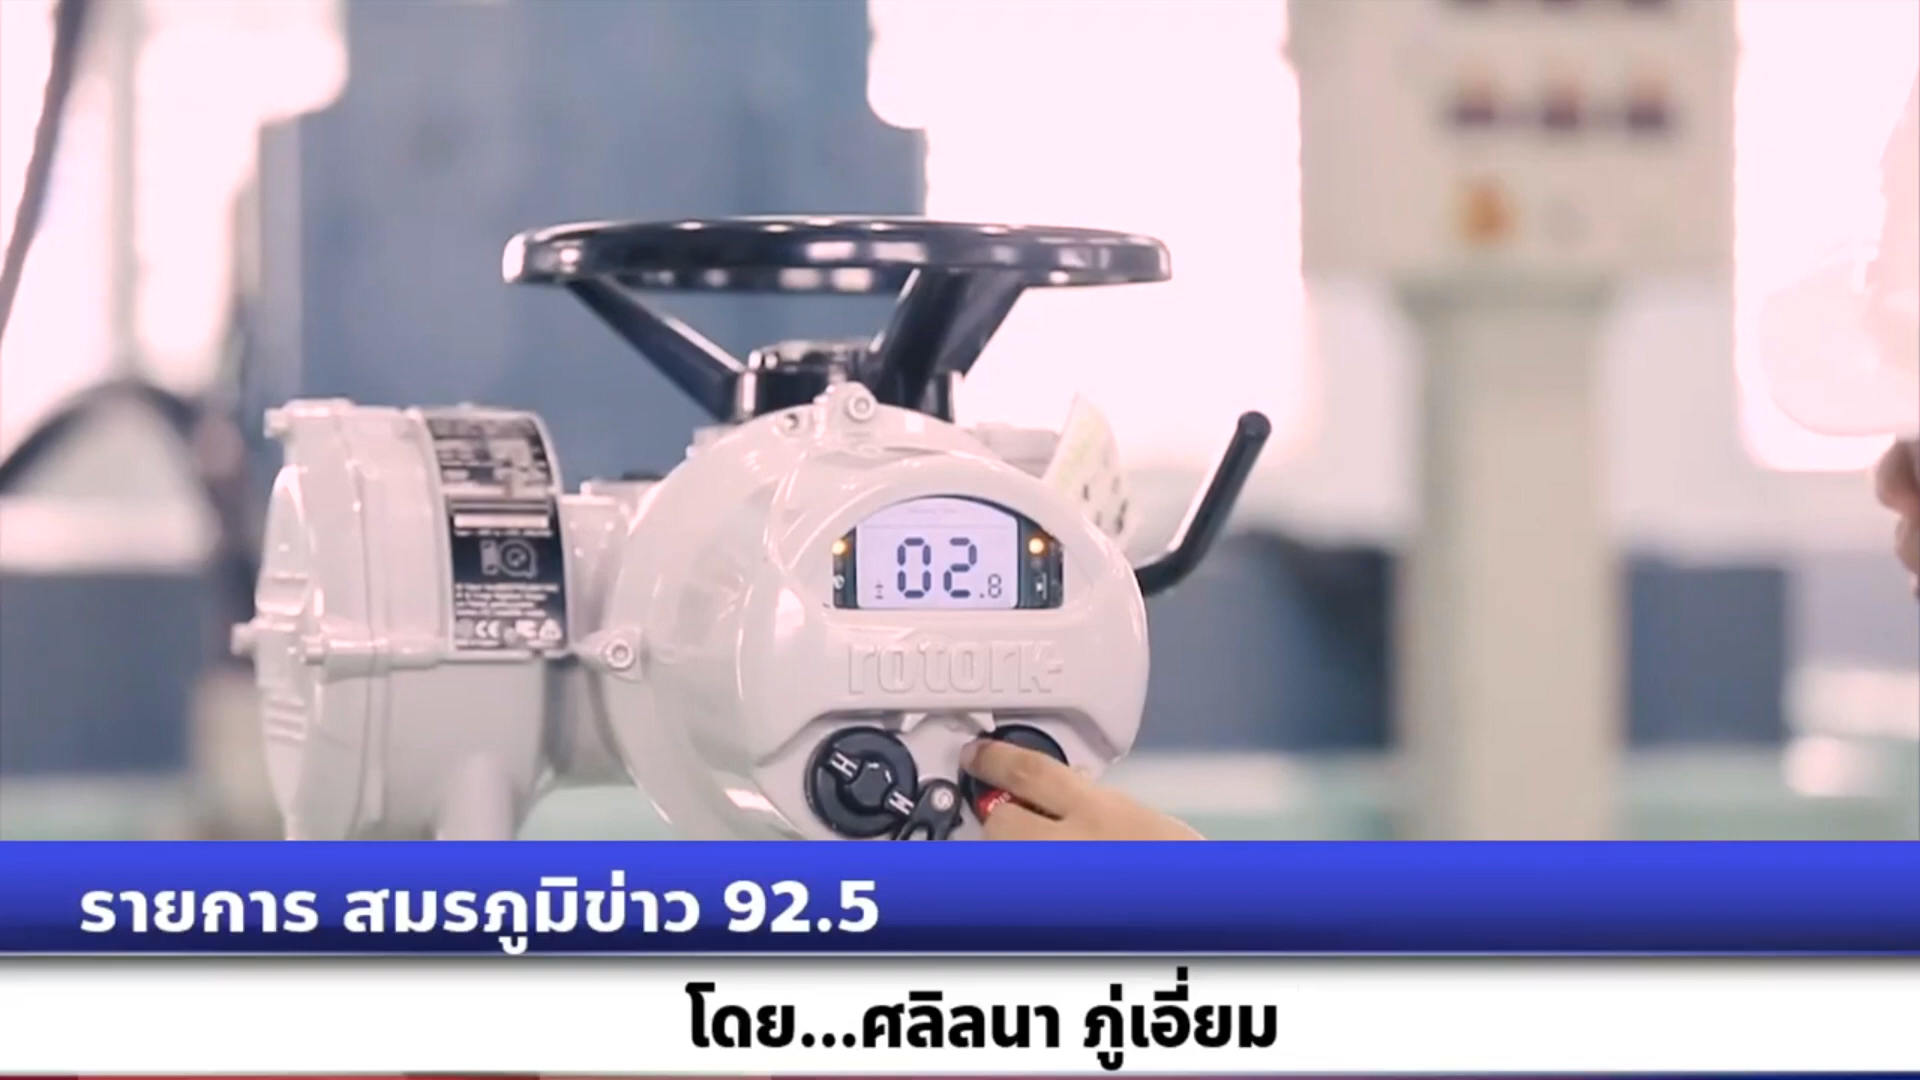 02.8
rotork
รายการ สมรภูมิข่าว 92.5
โดย...ศลิลนา ภู่เอี่ยม